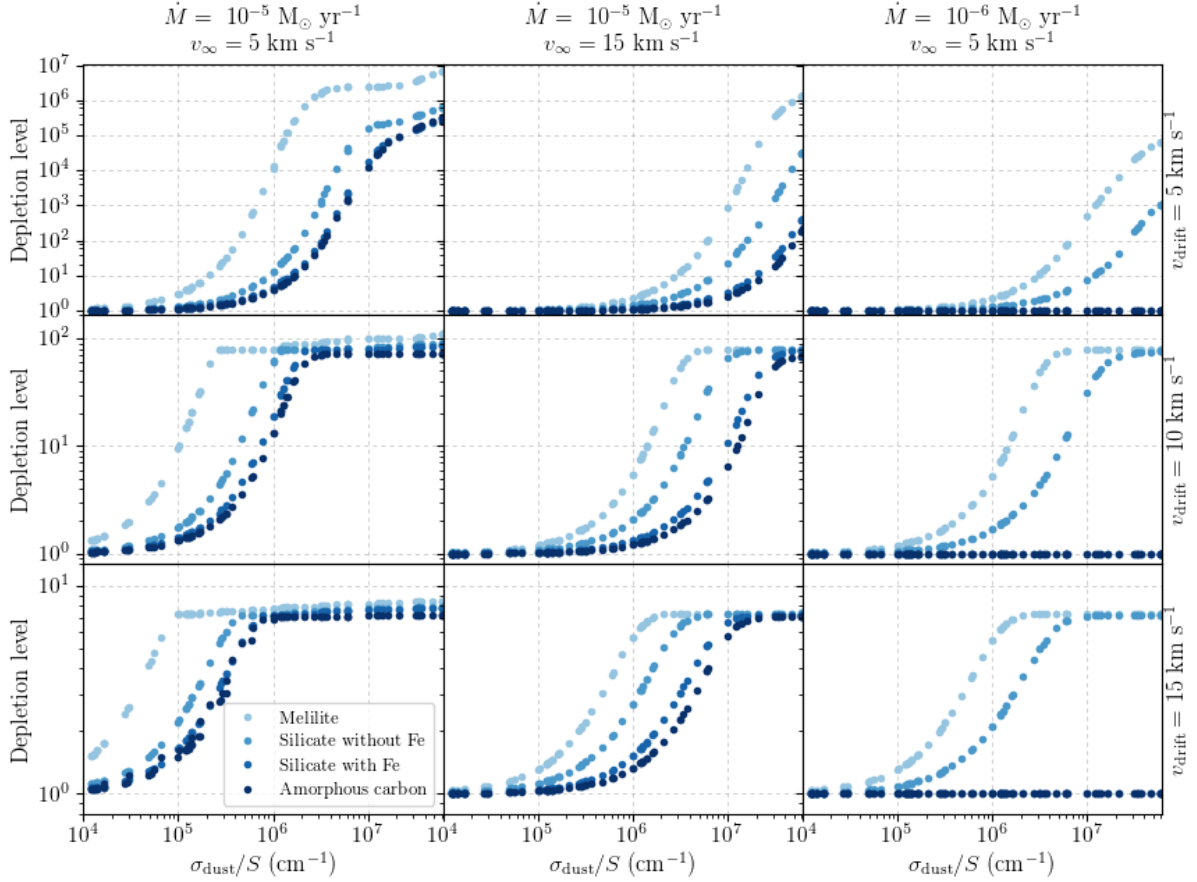 Ṁ = 10⁻⁵ M⊙ yr⁻¹ Ṁ = 10⁻⁵ M⊙ yr⁻¹ Ṁ = 10⁻⁶ M⊙ yr⁻¹
v∞ = 5 km s⁻¹ v∞ = 15 km s⁻¹ v∞ = 5 km s⁻¹
10⁷
10⁶
10⁵
10⁴
10³
10²
10¹
10⁰
Depletion level
v_drift = 5 km s⁻¹
10²
10¹
10⁰
Depletion level
v_drift = 10 km s⁻¹
10¹
10⁰
Depletion level
v_drift = 15 km s⁻¹
Melilite
Silicate without Fe
Silicate with Fe
Amorphous carbon
10⁴ 10⁵ 10⁶ 10⁷ 10⁴ 10⁵ 10⁶ 10⁷ 10⁴ 10⁵ 10⁶ 10⁷
σ_dust/S (cm⁻¹) σ_dust/S (cm⁻¹) σ_dust/S (cm⁻¹)